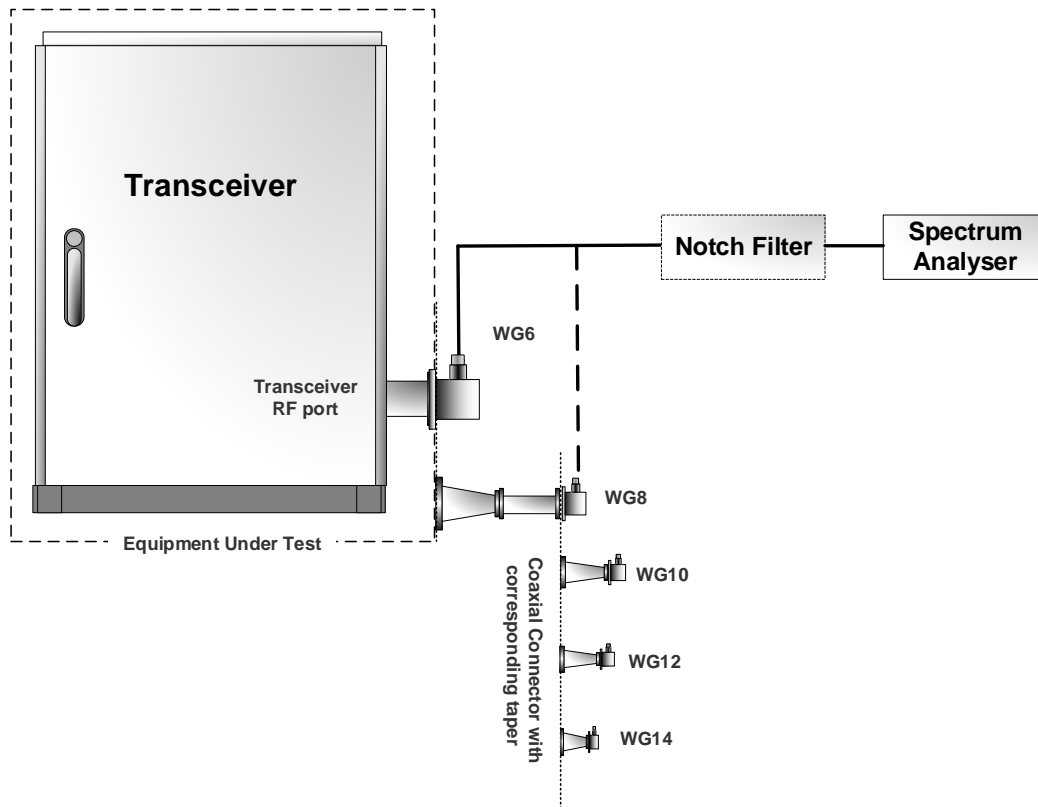 Transceiver
Notch Filter
Spectrum
Analyser
WG6
Transceiver
RF port
WG8
Equipment Under Test
Coaxial Connector with
corresponding taper
WG10
WG12
WG14